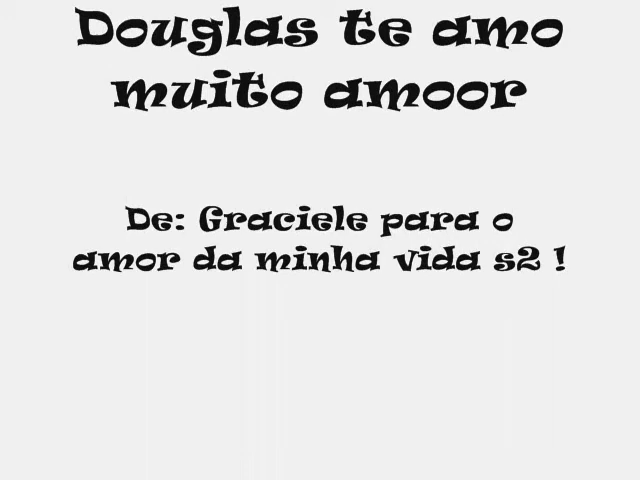 Douglas te amo
muito amoor
De: Graciele para o
amor da minha vida s2 !